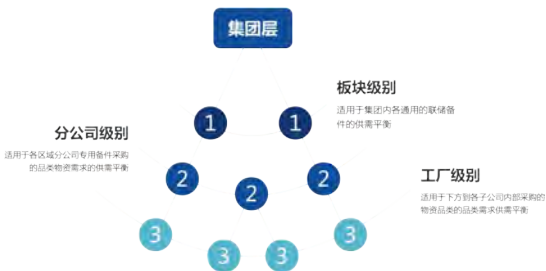 集团层
板块级别
适用于集团内各通用的联储备
件的供需平衡
1
1
分公司级别
适用于各区域分公司专用备件采购
的品类物资需求的供需平衡
2
2
2
工厂级别
适用于下方到各子公司内部采购的
物资品类的品类需求供需平衡
3
3
3
3